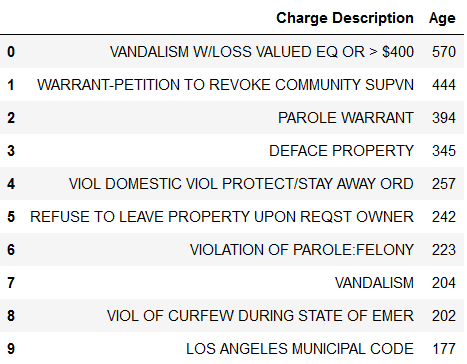 Charge Description Age
0 VANDALISM W/LOSS VALUED EQ OR > $400 570
1 WARRANT-PETITION TO REVOKE COMMUNITY SUPVN 444
2 PAROLE WARRANT 394
3 DEFACE PROPERTY 345
4 VIOL DOMESTIC VIOL PROTECT/STAY AWAY ORD 257
5 REFUSE TO LEAVE PROPERTY UPON REQST OWNER 242
6 VIOLATION OF PAROLE:FELONY 223
7 VANDALISM 204
8 VIOL OF CURFEW DURING STATE OF EMER 202
9 LOS ANGELES MUNICIPAL CODE 177